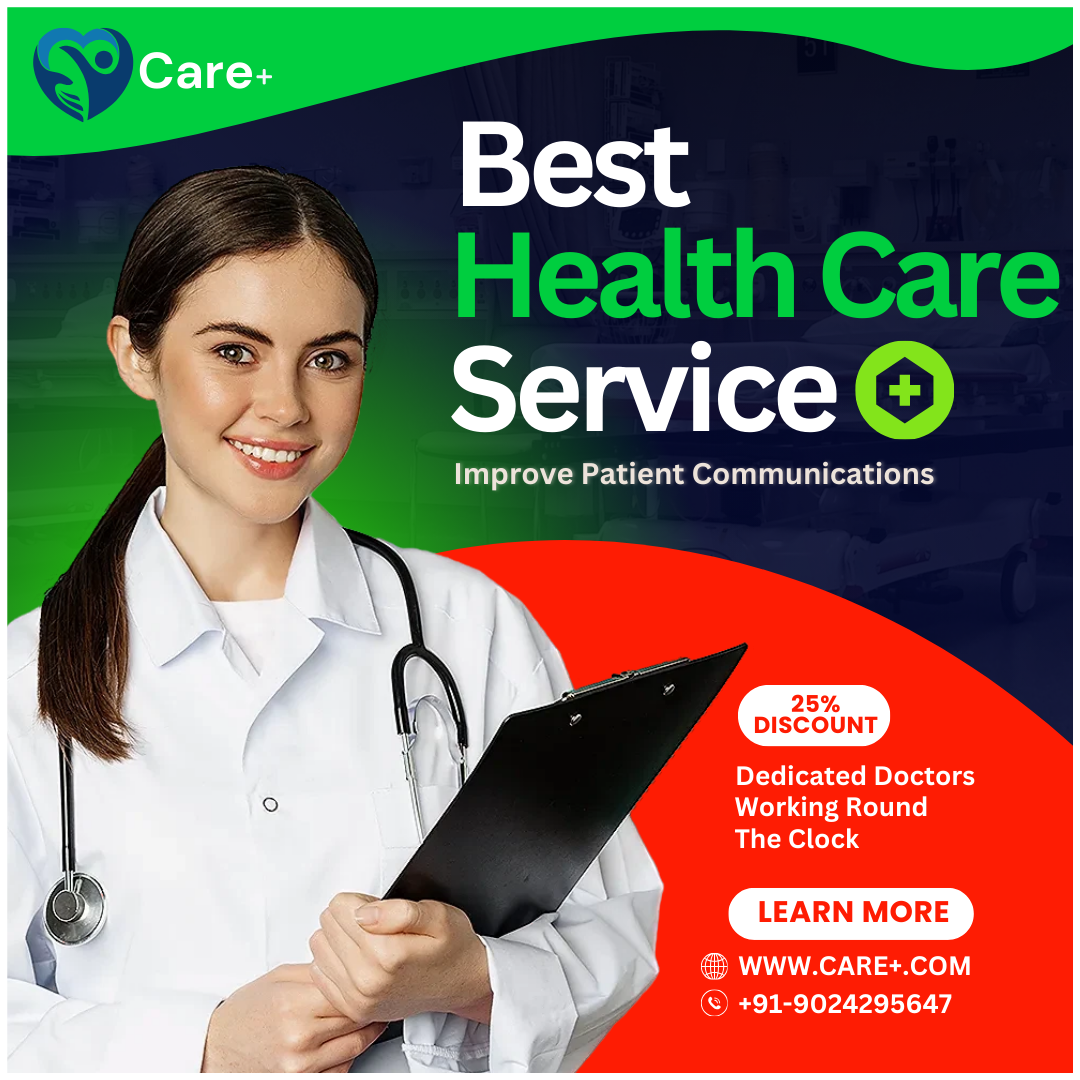 Care+
Best
Health Care
Service
Improve Patient Communications
25%
DISCOUNT
Dedicated Doctors
Working Round
The Clock
LEARN MORE
WWW.CARE+.COM
+91-9024295647